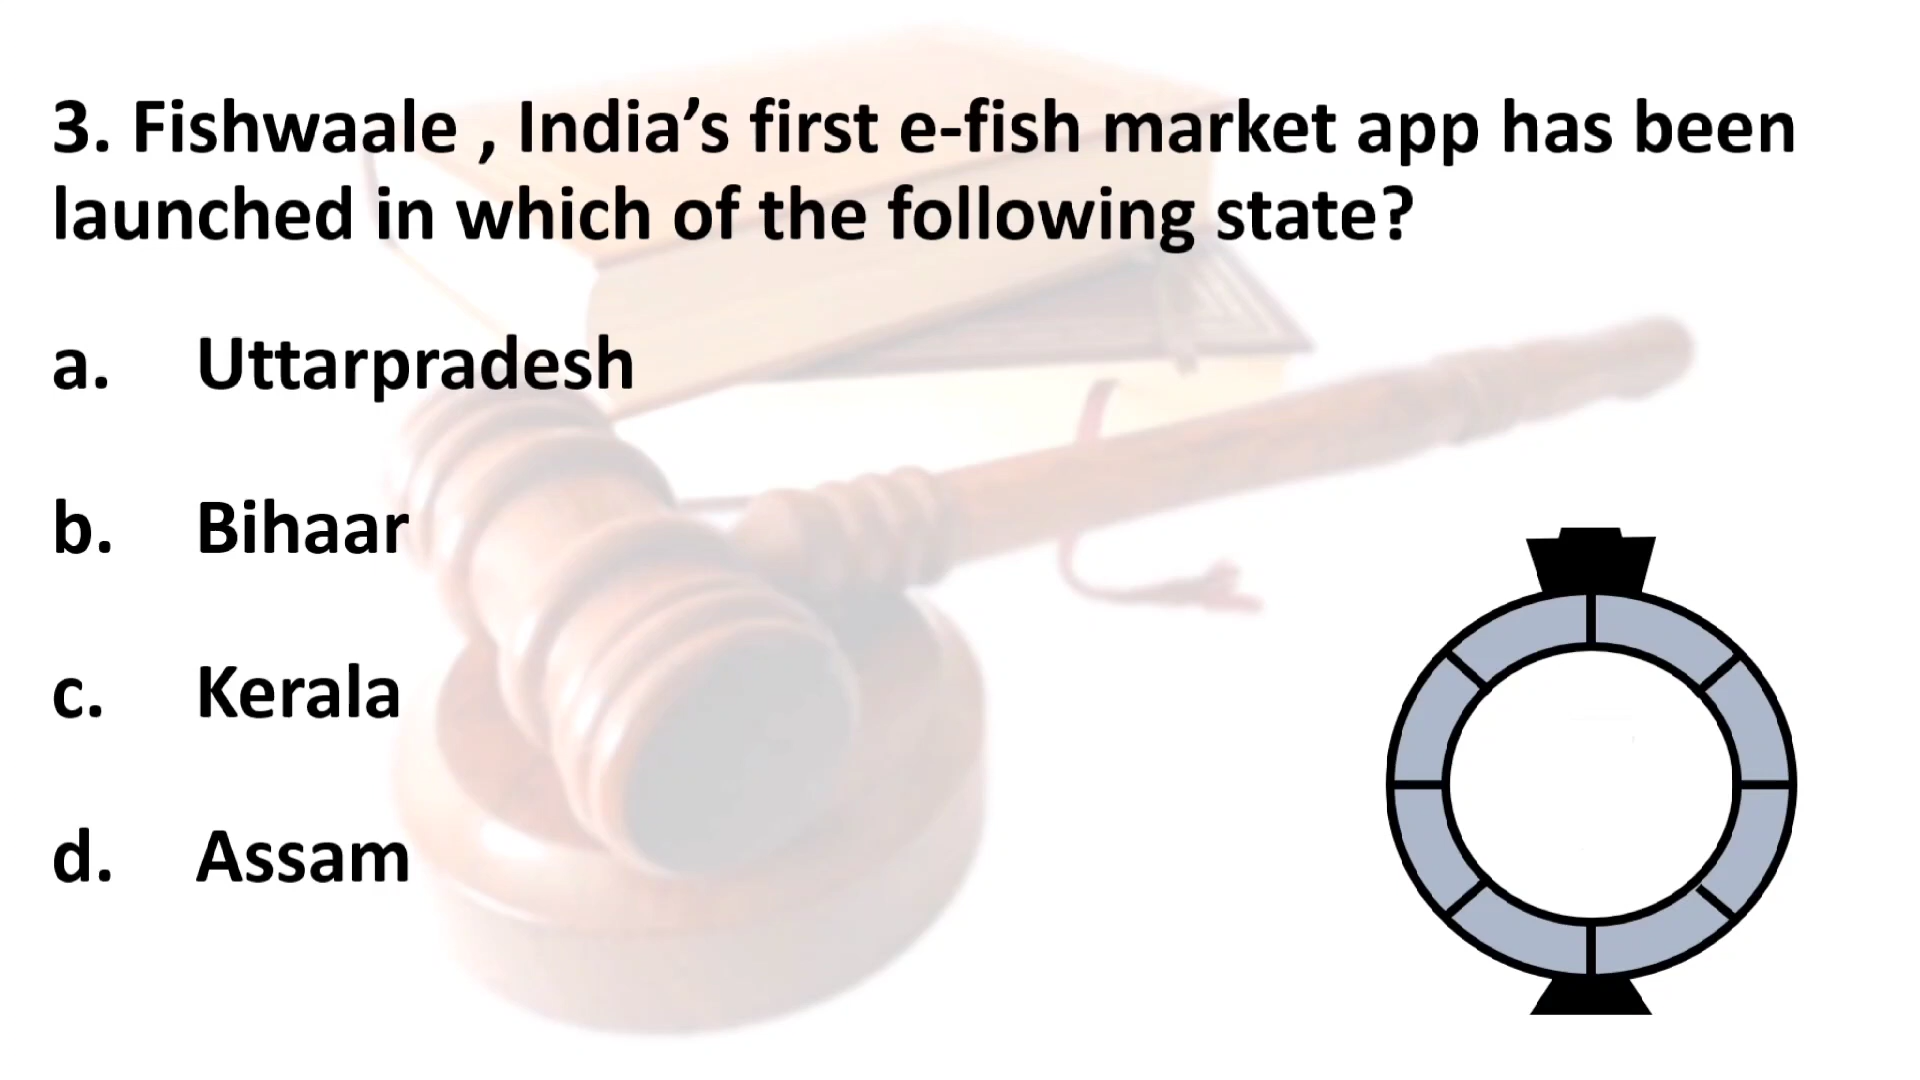 3. Fishwaale , India’s first e-fish market app has been
launched in which of the following state?
a. Uttarpradesh
b. Bihaar
c. Kerala
d. Assam